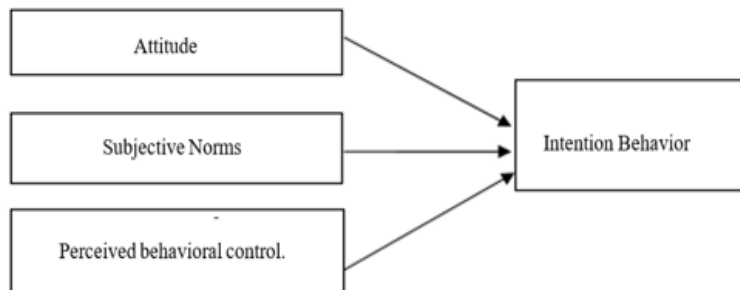 Attitude
Subjective Norms
Intention Behavior
Perceived behavioral control.